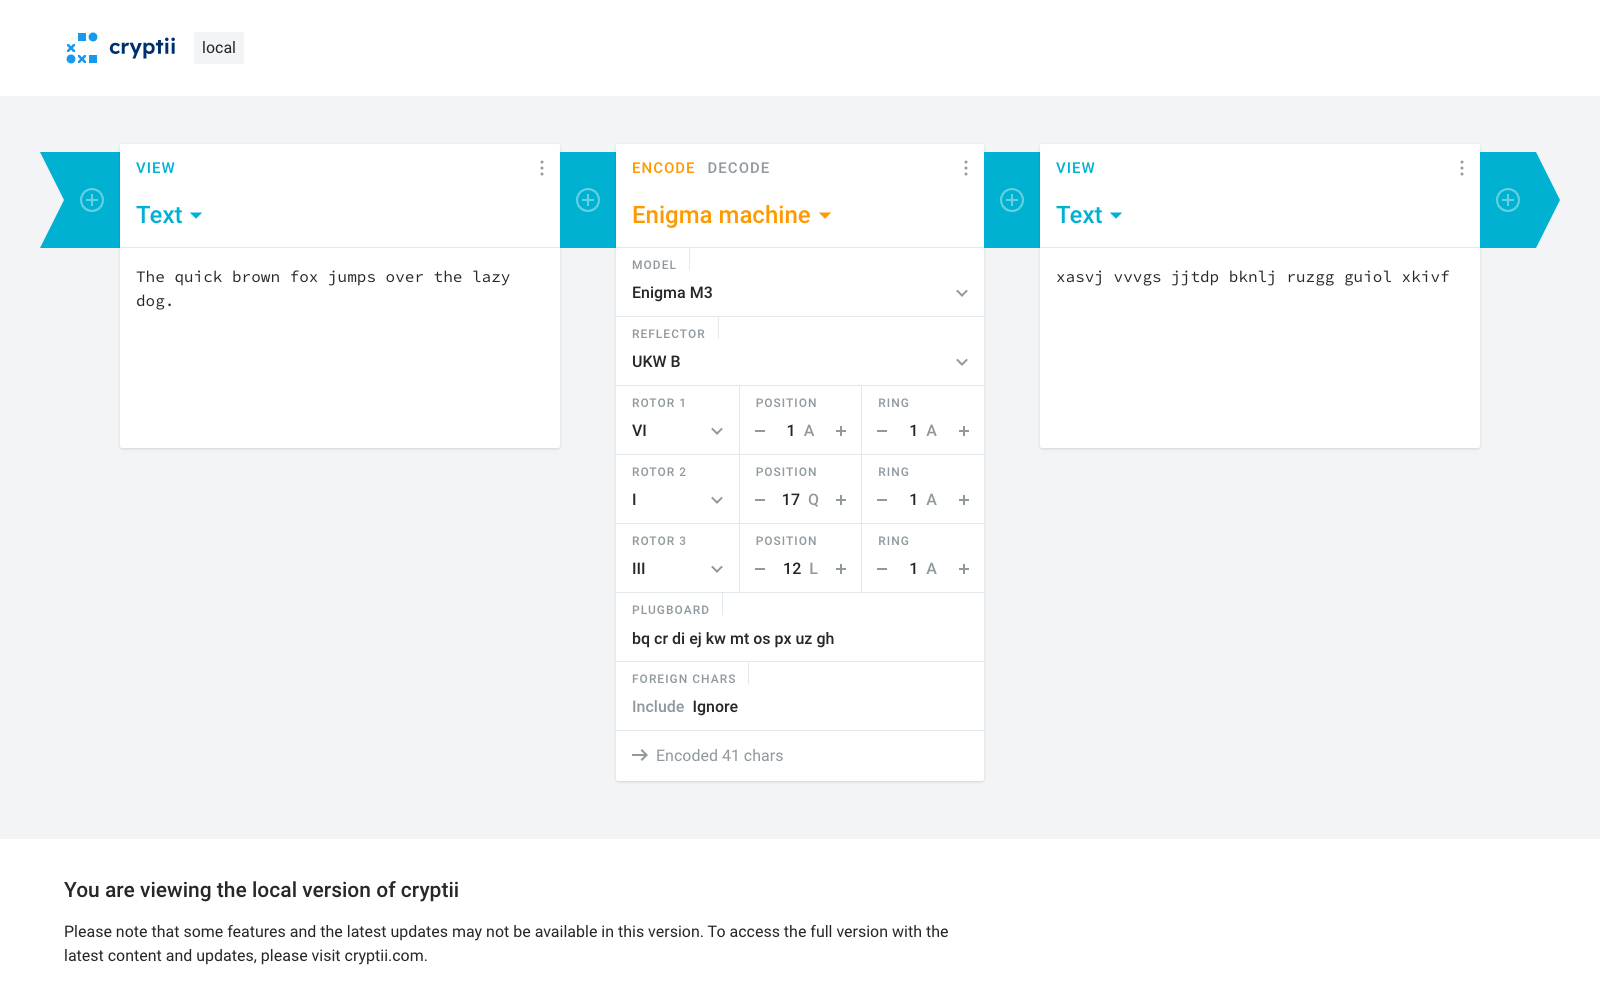 cryptii local
VIEW
Text
The quick brown fox jumps over the lazy
dog.
ENCODE DECODE
Enigma machine
MODEL
Enigma M3
REFLECTOR
UKW B
ROTOR 1 POSITION RING
VI 1 A 1 A
ROTOR 2 POSITION RING
I 17 Q 1 A
ROTOR 3 POSITION RING
III 12 L 1 A
PLUGBOARD
bq cr di ej kw mt os px uz gh
FOREIGN CHARS
Include Ignore
Encoded 41 chars
VIEW
Text
xasvj vvvgs jjtdp bknlj ruzgg guiol xkivf
You are viewing the local version of cryptii
Please note that some features and the latest updates may not be available in this version. To access the full version with the
latest content and updates, please visit cryptii.com.